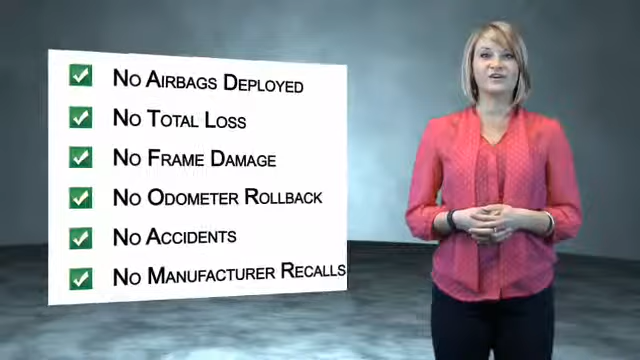 No Airbags Deployed
No Total Loss
No Frame Damage
No Odometer Rollback
No Accidents
No Manufacturer Recalls